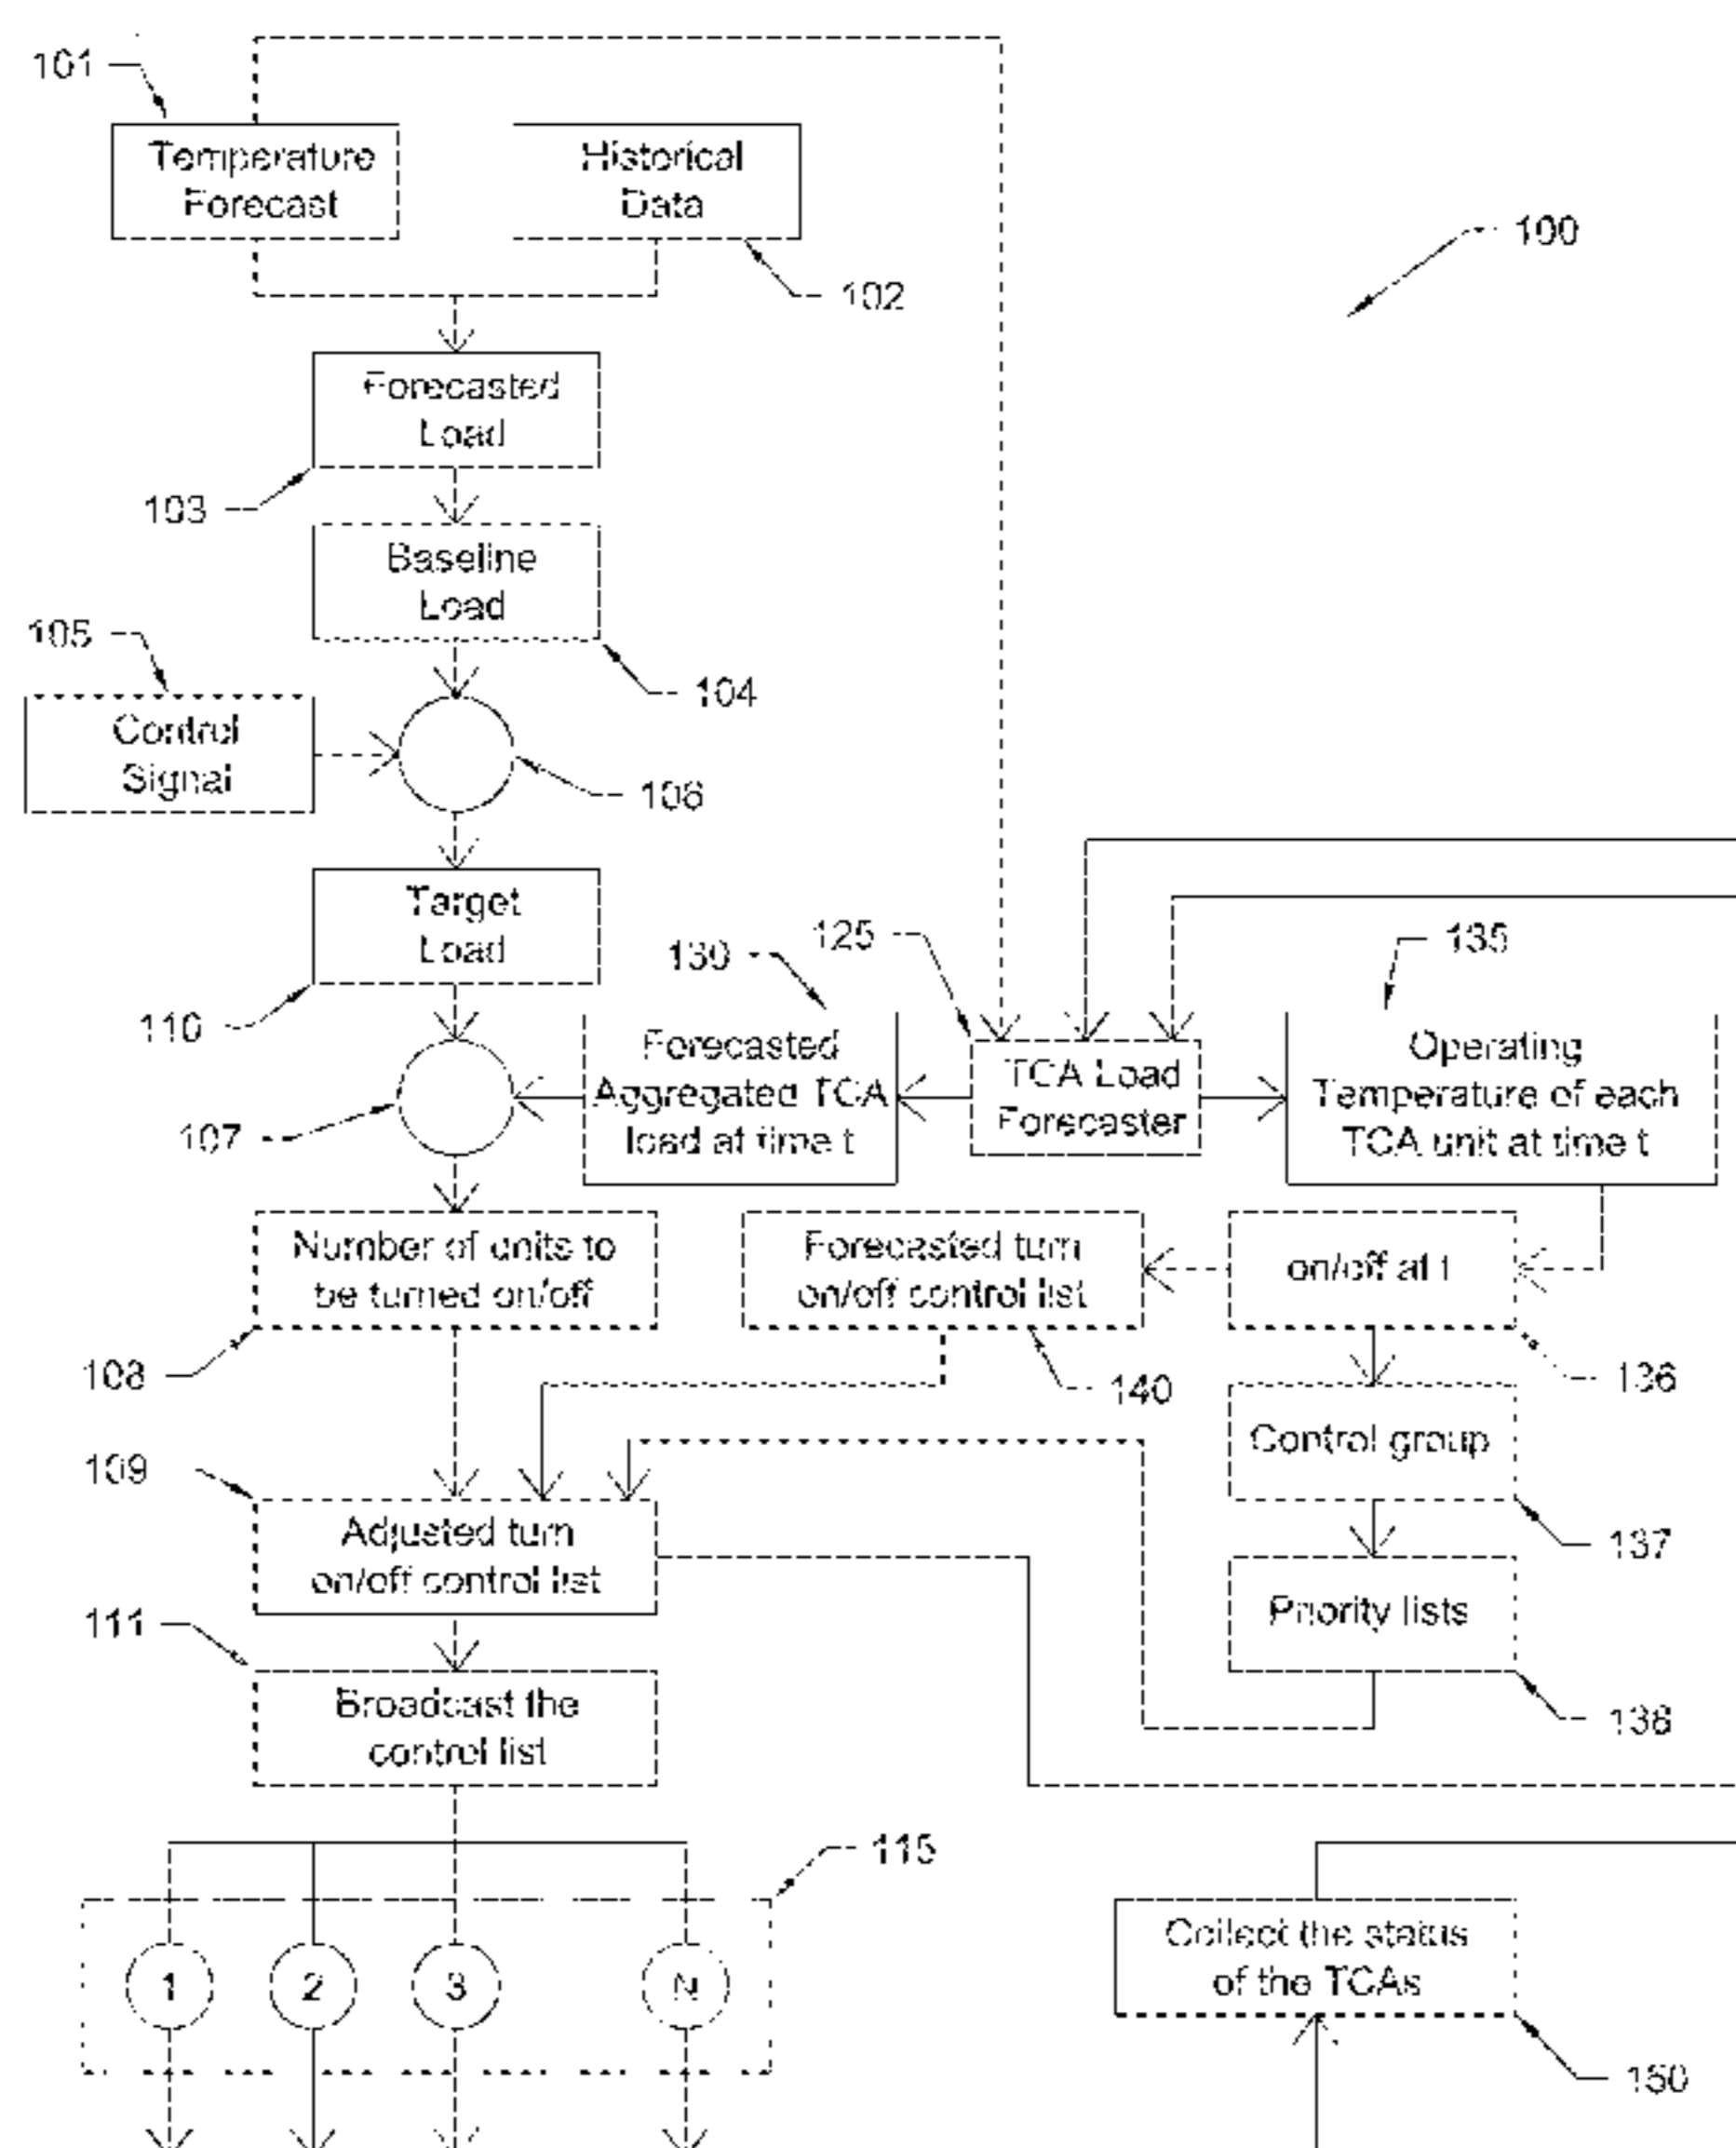 101
Temperature
Forecast
Historical
Data
100
102
Forecasted
Load
103
Baseline
Load
105
104
Control
Signal
106
Target
Load
110
130
125
135
Forecasted
Aggregated TCA
load at time t
TCA Load
Forecaster
Operating
Temperature of each
TCA unit at time t
107
Number of units to
be turned on/off
Forecasted turn
on/off control list
on/off at t
108
140
136
Control group
109
Adjusted turn
on/off control list
137
111
Priority lists
Broadcast the
control list
138
115
1
2
3
N
Collect the status
of the TCAs
150